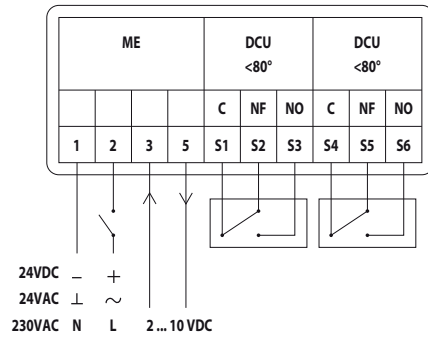 ME DCU DCU
<80° <80°
C NF NO C NF NO
1 2 3 5 S1 S2 S3 S4 S5 S6
24VDC – +
24VAC ⊥ ~
230VAC N L 2 ... 10 VDC